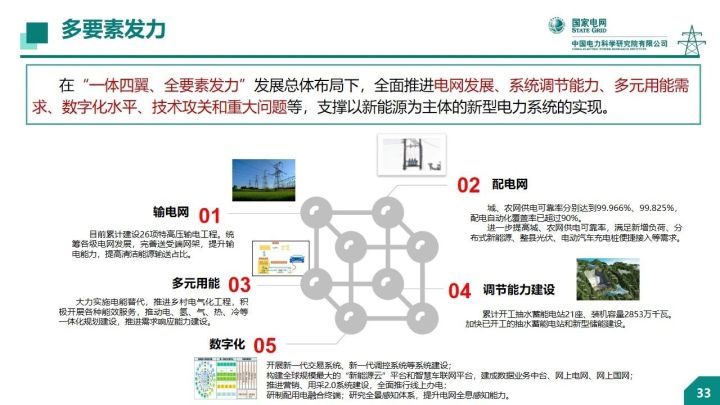 多要素发力
国家电网
STATE GRID
中国电力科学研究院有限公司
在“一体四翼、全要素发力”发展总体布局下，全面推进电网发展、系统调节能力、多元用能需
求、数字化水平、技术攻关和重大问题等，支撑以新能源为主体的新型电力系统的实现。
输电网 01
目前累计建设26项特高压输电工程。统
筹各级电网发展，完善送受端网架，提升输
电能力，提高清洁能源输送占比。
02 配电网
城、农网供电可靠率分别达到99.966%、99.825%，
配电自动化覆盖率已超过90%。
进一步提高城、农网供电可靠率，满足新增负荷、分
布式新能源、整县光伏、电动汽车充电桩便捷接入等需求。
多元用能 03
大力实施电能替代，推进乡村电气化工程，积
极开展各种能效服务，推动电、氢、气、热、冷等
一体化规划建设，推进需求响应能力建设。
04 调节能力建设
累计开工抽水蓄能电站21座、装机容量2853万千瓦。
加快已开工的抽水蓄能电站和新型储能建设。
数字化 05
开展新一代交易系统、新一代调控系统等系统建设；
构建全球规模最大的“新能源云”平台和智慧车联网平台，建成数据业务中台、网上电网、网上国网；
推进营销、用采2.0系统建设，全面推行线上办电；
研制配用电融合终端；研究全量感知体系，提升电网全息感知能力。
33